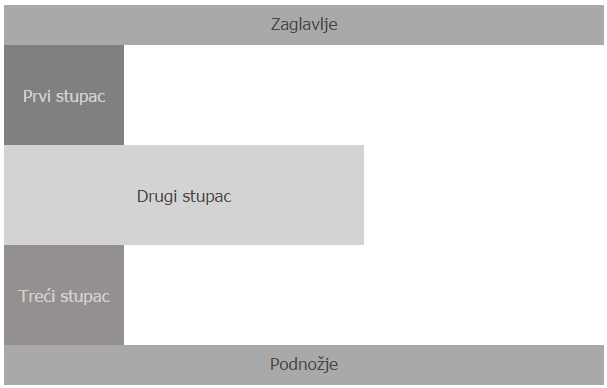 Zaglavlje
Prvi stupac
Drugi stupac
Treći stupac
Podnožje